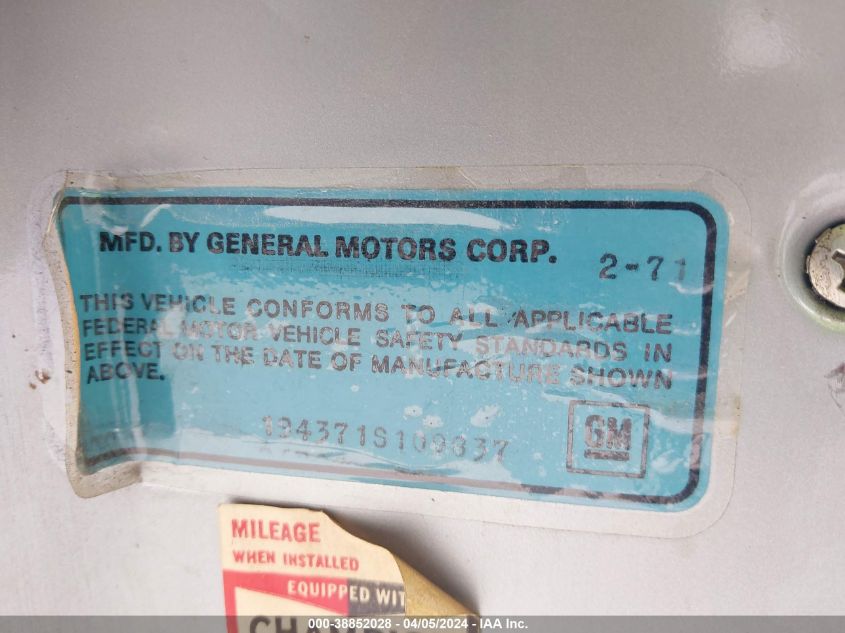 MFD. BY GENERAL MOTORS CORP. 2-71
THIS VEHICLE CONFORMS TO ALL APPLICABLE
FEDERAL MOTOR VEHICLE SAFETY STANDARDS IN
EFFECT ON THE DATE OF MANUFACTURE SHOWN
ABOVE.
194371S109837
GM
MILEAGE
WHEN INSTALLED
EQUIPPED WIT
CHAMP
000-38852028 - 04/05/2024 - IAA Inc.